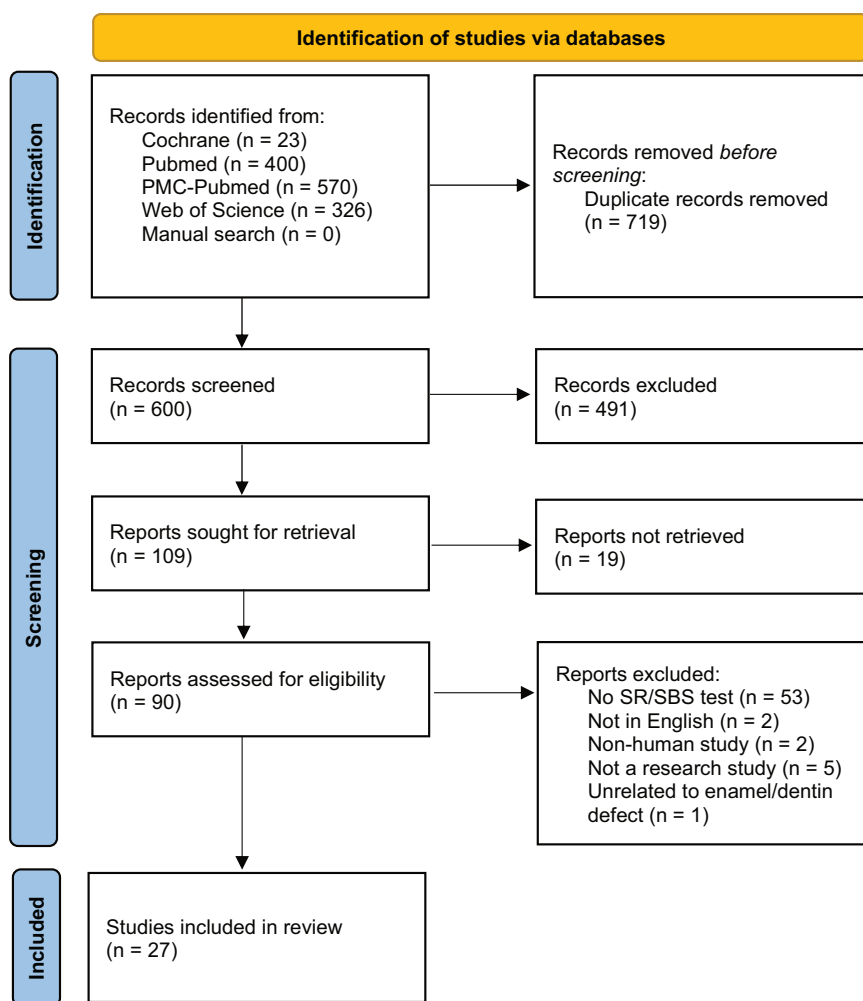 Identification of studies via databases
Identification
Records identified from:
Cochrane (n = 23)
Pubmed (n = 400)
PMC-Pubmed (n = 570)
Web of Science (n = 326)
Manual search (n = 0)
Records removed before
screening:
Duplicate records removed
(n = 719)
Screening
Records screened
(n = 600)
Records excluded
(n = 491)
Reports sought for retrieval
(n = 109)
Reports not retrieved
(n = 19)
Reports assessed for eligibility
(n = 90)
Reports excluded:
No SR/SBS test (n = 53)
Not in English (n = 2)
Non-human study (n = 2)
Not a research study (n = 5)
Unrelated to enamel/dentin
defect (n = 1)
Included
Studies included in review
(n = 27)